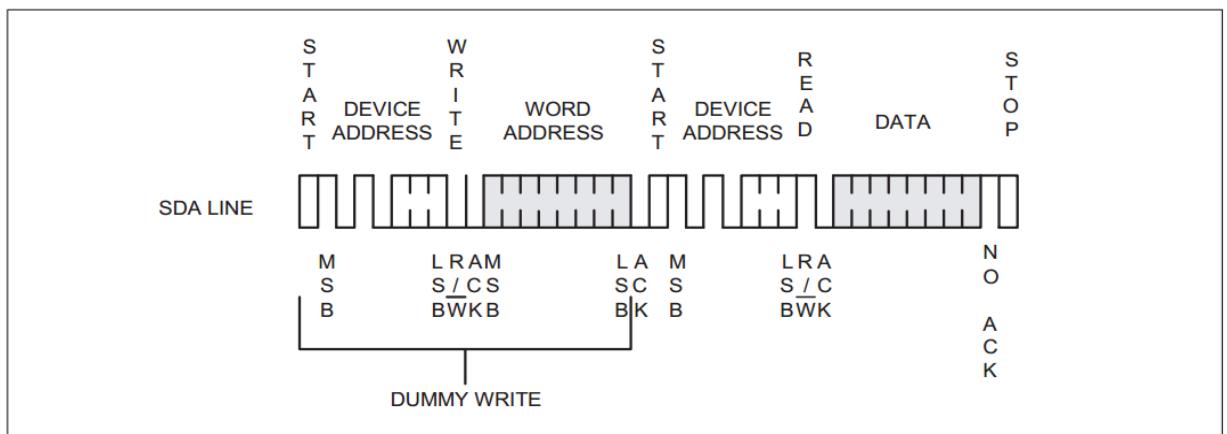 START
DEVICE ADDRESS
WRITE
WORD ADDRESS
START
DEVICE ADDRESS
READ
DATA
STOP
SDA LINE
MSB
LSB
R/W
ACK
MSB
LSB
ACK
MSB
LSB
R/W
ACK
NO ACK
DUMMY WRITE